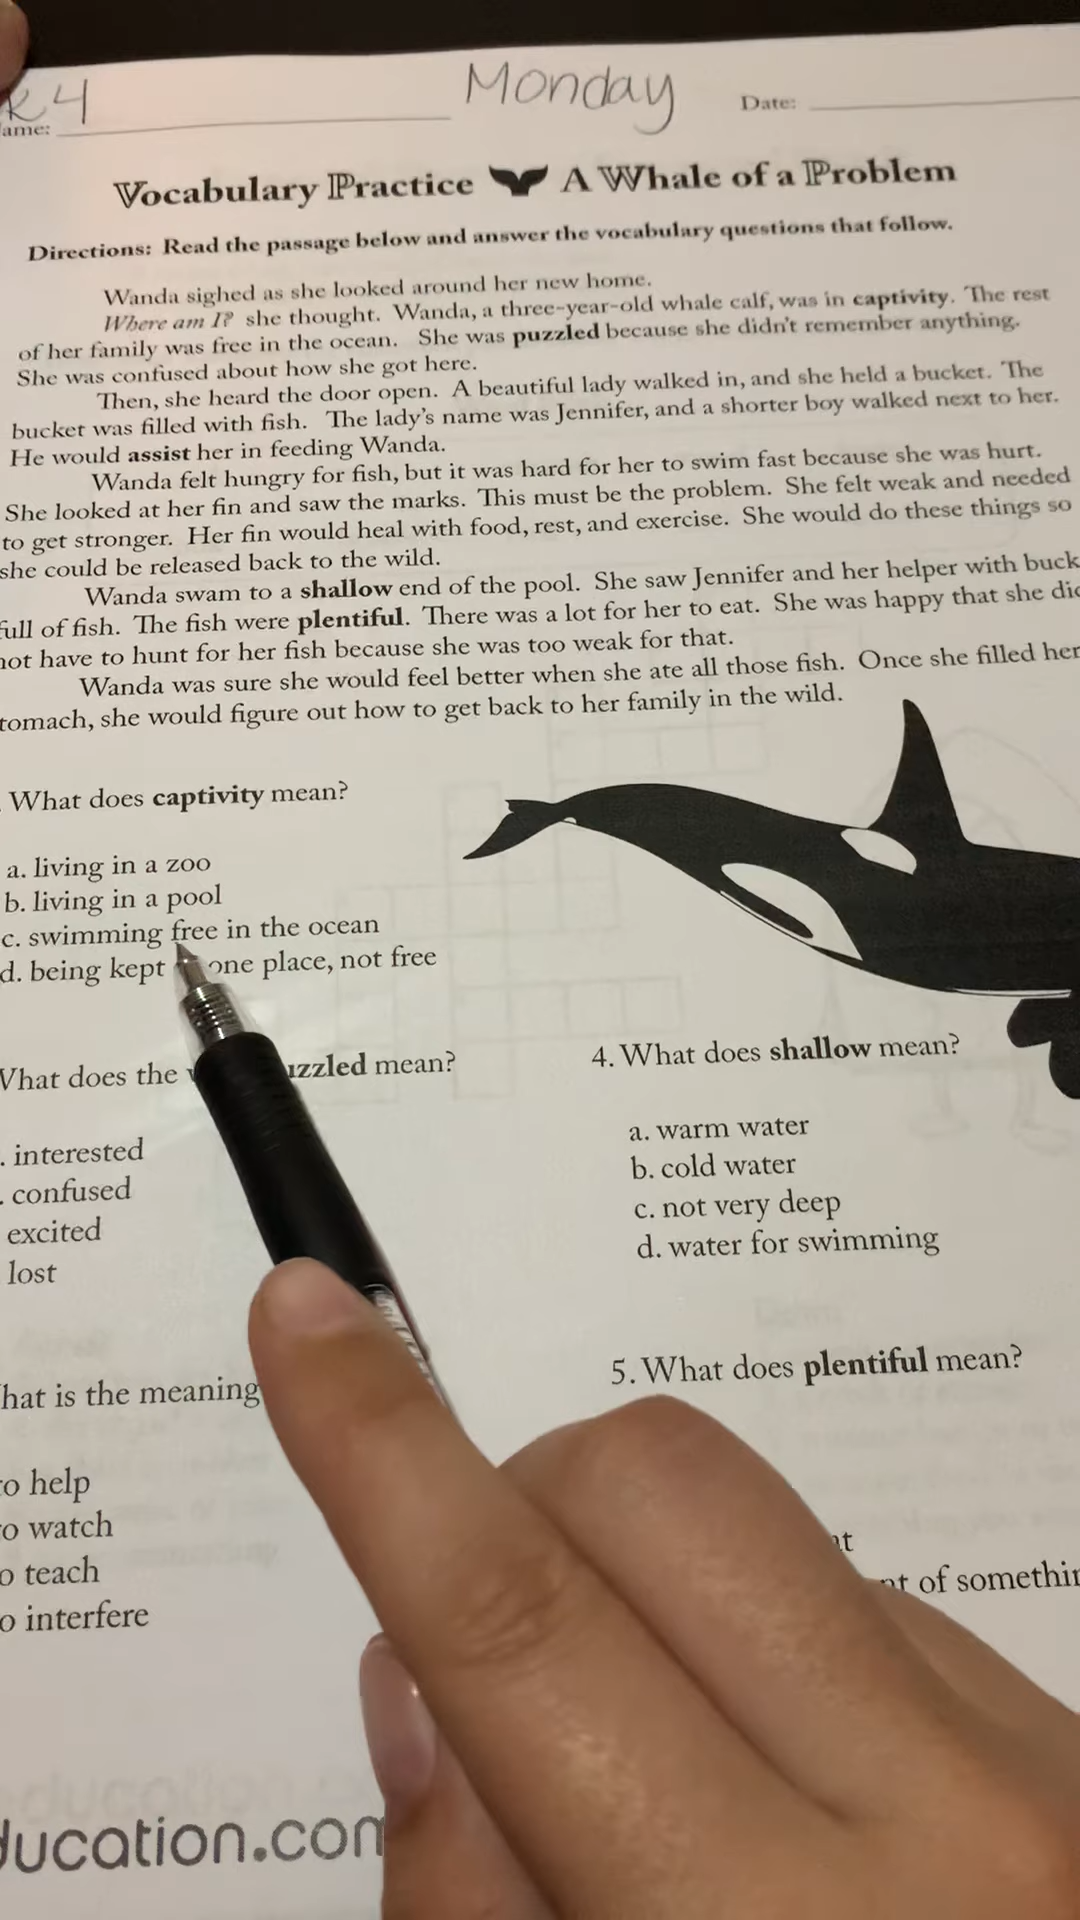 K4
Monday
ame:
Date:
Vocabulary Practice A Whale of a Problem
Directions: Read the passage below and answer the vocabulary questions that follow.
Wanda sighed as she looked around her new home.
Where am I? she thought. Wanda, a three-year-old whale calf, was in captivity. The rest
of her family was free in the ocean. She was puzzled because she didn't remember anything.
She was confused about how she got here.
Then, she heard the door open. A beautiful lady walked in, and she held a bucket. The
bucket was filled with fish. The lady's name was Jennifer, and a shorter boy walked next to her.
He would assist her in feeding Wanda.
Wanda felt hungry for fish, but it was hard for her to swim fast because she was hurt.
She looked at her fin and saw the marks. This must be the problem. She felt weak and needed
to get stronger. Her fin would heal with food, rest, and exercise. She would do these things so
she could be released back to the wild.
Wanda swam to a shallow end of the pool. She saw Jennifer and her helper with buck
full of fish. The fish were plentiful. There was a lot for her to eat. She was happy that she did
not have to hunt for her fish because she was too weak for that.
Wanda was sure she would feel better when she ate all those fish. Once she filled her
tomach, she would figure out how to get back to her family in the wild.
What does captivity mean?
a. living in a zoo
b. living in a pool
c. swimming free in the ocean
d. being kept one place, not free
What does the uzzled mean?
. interested
. confused
excited
lost
hat is the meaning
to help
o watch
o teach
o interfere
4. What does shallow mean?
a. warm water
b. cold water
c. not very deep
d. water for swimming
5. What does plentiful mean?
of somethin
ducation.com